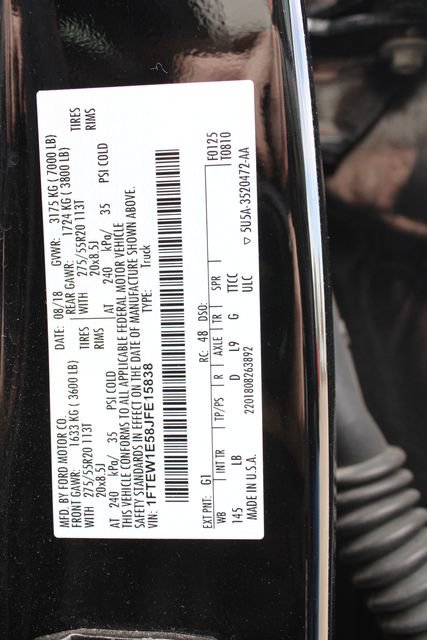 MFD. BY FORD MOTOR CO.
DATE: 08/18 GVWR: 3175 KG ( 7000 LB)
FRONT GAWR: 1633 KG ( 3600 LB) REAR GAWR: 1724 KG ( 3800 LB)
WITH 275/55R20 113T TIRES WITH 275/55R20 113T TIRES
20x8.5J RIMS 20x8.5J RIMS
AT 240 kPa/ 35 PSI COLD AT 240 kPa/ 35 PSI COLD
THIS VEHICLE CONFORMS TO ALL APPLICABLE FEDERAL MOTOR VEHICLE
SAFETY STANDARDS IN EFFECT ON THE DATE OF MANUFACTURE SHOWN ABOVE.
VIN: 1FTEW1E58JFE15838 TYPE: Truck
F0125
T0810
EXT PNT: G1 RC: 48 DSO:
WB INT TR TP/PS R AXLE TR SPR
145 LB D L9 G TTCC
ULC
MADE IN U.S.A. 2201808263892 ▽ 5U5A-3520472-AA